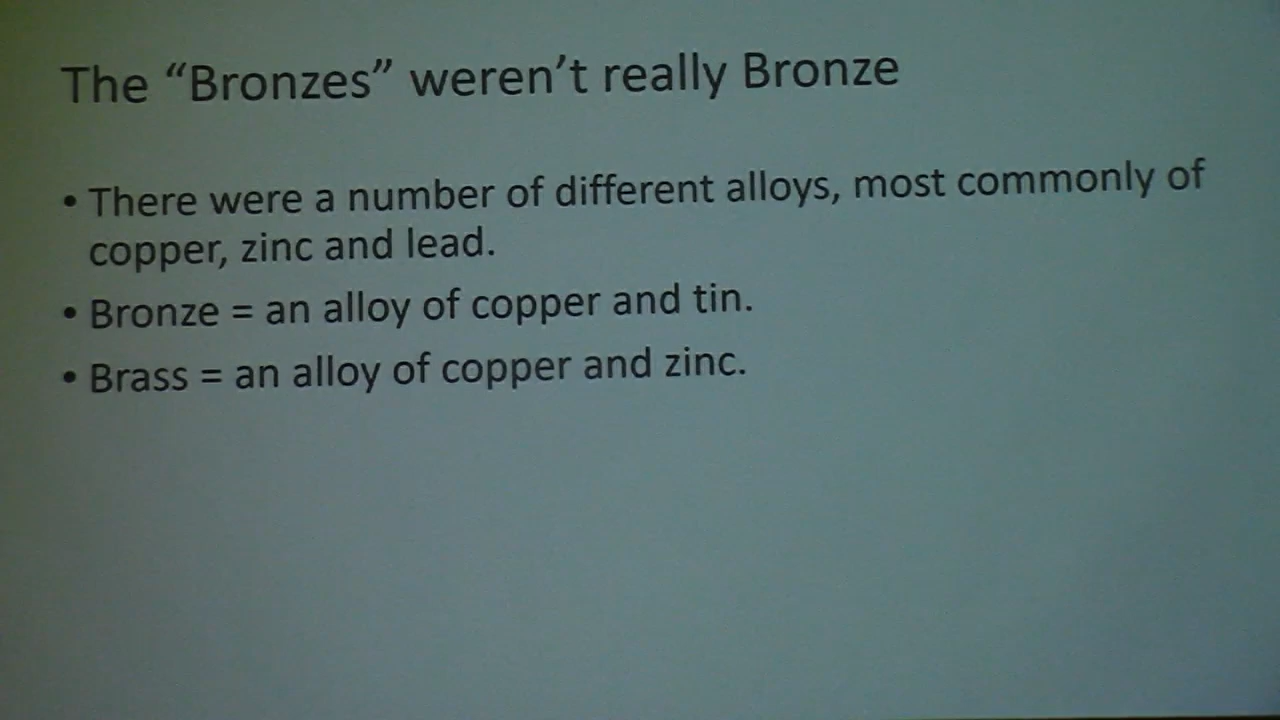 The “Bronzes” weren’t really Bronze
• There were a number of different alloys, most commonly of
copper, zinc and lead.
• Bronze = an alloy of copper and tin.
• Brass = an alloy of copper and zinc.